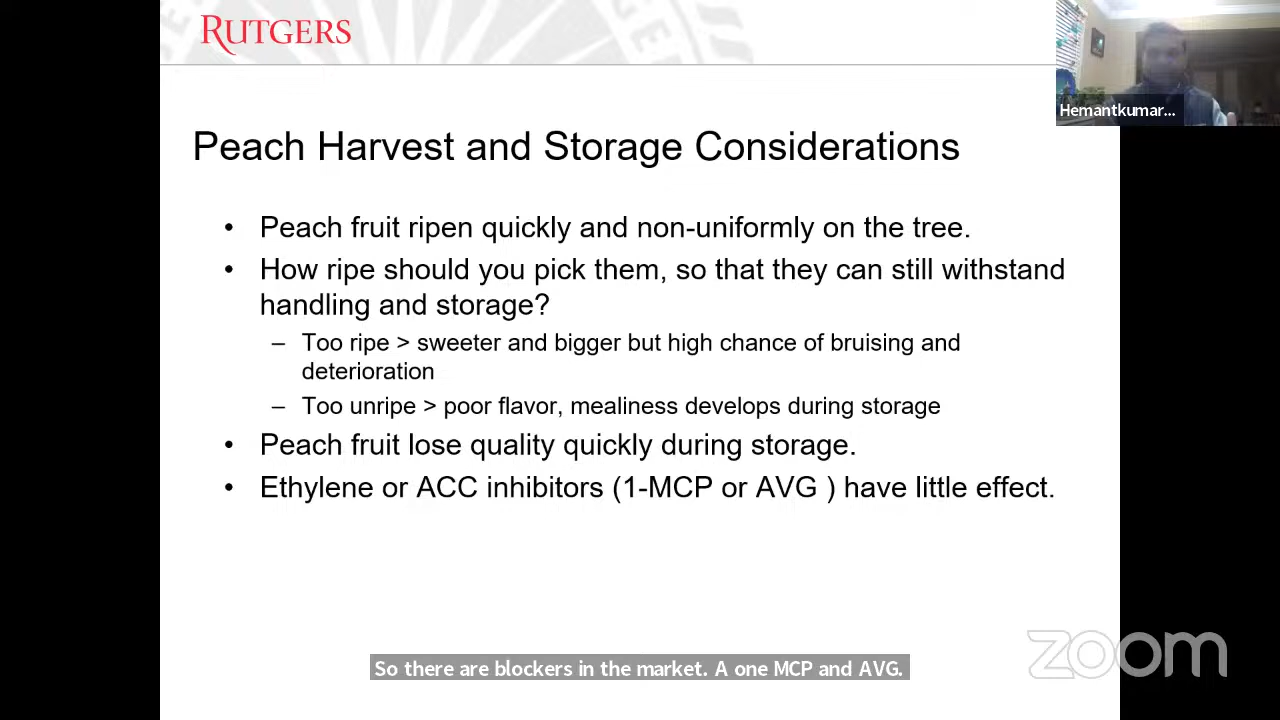 RUTGERS
Hemantkumar...
Peach Harvest and Storage Considerations
• Peach fruit ripen quickly and non-uniformly on the tree.
• How ripe should you pick them, so that they can still withstand
handling and storage?
– Too ripe > sweeter and bigger but high chance of bruising and
deterioration
– Too unripe > poor flavor, mealiness develops during storage
• Peach fruit lose quality quickly during storage.
• Ethylene or ACC inhibitors (1-MCP or AVG ) have little effect.
zoom
So there are blockers in the market. A one MCP and AVG.